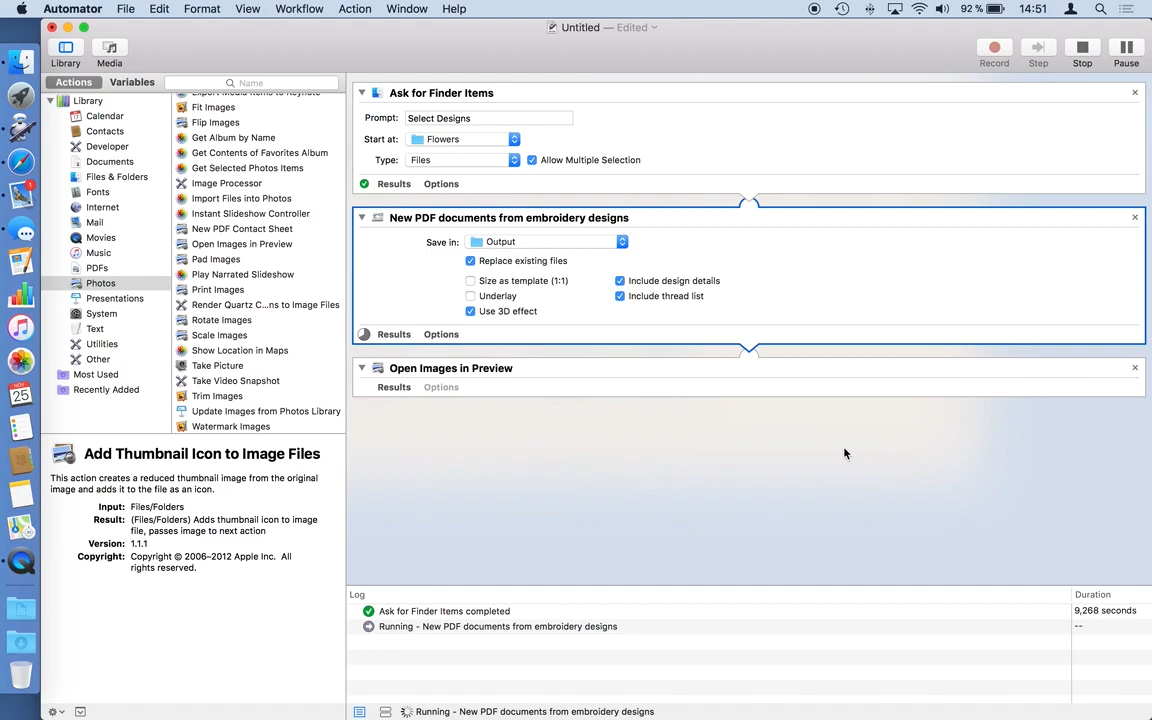 Automator File Edit Format View Workflow Action Window Help 92 % 14:51
Untitled — Edited
Library Media Record Step Stop Pause
Actions Variables Name
Library
Calendar
Contacts
Developer
Documents
Files & Folders
Fonts
Internet
Mail
Movies
Music
PDFs
Photos
Presentations
System
Text
Utilities
Other
Most Used
Recently Added
Export Media Items to Keynote
Fit Images
Flip Images
Get Album by Name
Get Contents of Favorites Album
Get Selected Photos Items
Image Processor
Import Files into Photos
Instant Slideshow Controller
New PDF Contact Sheet
Open Images in Preview
Pad Images
Play Narrated Slideshow
Print Images
Render Quartz C...ns to Image Files
Rotate Images
Scale Images
Show Location in Maps
Take Picture
Take Video Snapshot
Trim Images
Update Images from Photos Library
Watermark Images
Add Thumbnail Icon to Image Files
This action creates a reduced thumbnail image from the original
image and adds it to the file as an icon.
Input: Files/Folders
Result: (Files/Folders) Adds thumbnail icon to image
file, passes image to next action
Version: 1.1.1
Copyright: Copyright © 2006–2012 Apple Inc. All
rights reserved.
Ask for Finder Items
Prompt: Select Designs
Start at: Flowers
Type: Files Allow Multiple Selection
Results Options
New PDF documents from embroidery designs
Save in: Output
Replace existing files
Size as template (1:1) Include design details
Underlay Include thread list
Use 3D effect
Results Options
Open Images in Preview
Results Options
Log Duration
Ask for Finder Items completed 9,268 seconds
Running - New PDF documents from embroidery designs --
Running - New PDF documents from embroidery designs
NOV
25
1